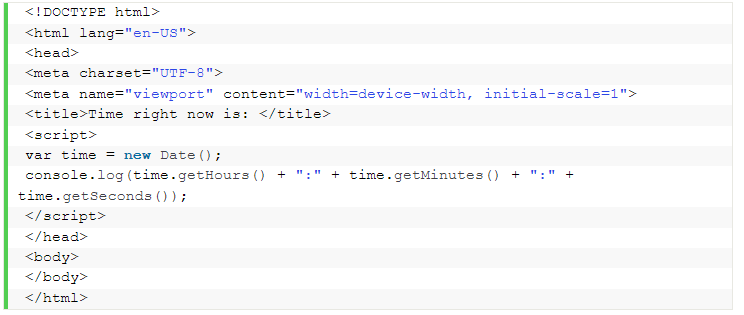 <!DOCTYPE html>
<html lang="en-US">
<head>
<meta charset="UTF-8">
<meta name="viewport" content="width=device-width, initial-scale=1">
<title>Time right now is: </title>
<script>
var time = new Date();
console.log(time.getHours() + ":" + time.getMinutes() + ":" +
time.getSeconds());
</script>
</head>
<body>
</body>
</html>